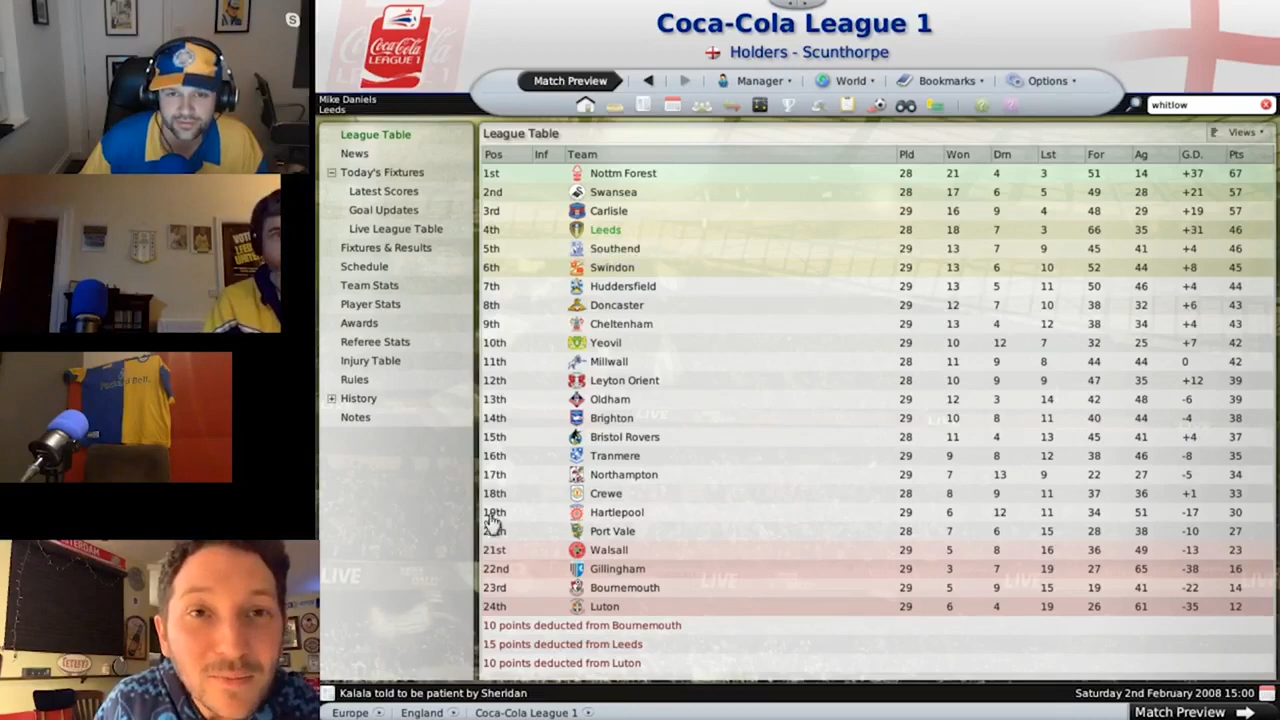 Coca-Cola League 1
Holders - Scunthorpe
Coca-Cola
LEAGUE 1
Match Preview Manager World Bookmarks Options
Mike Daniels
Leeds
whitlow
League Table
News
Today's Fixtures
Latest Scores
Goal Updates
Live League Table
Fixtures & Results
Schedule
Team Stats
Player Stats
Awards
Referee Stats
Injury Table
Rules
History
Notes
League Table Views
Pos Inf Team Pld Won Drn Lst For Ag G.D. Pts
1st Nottm Forest 28 21 4 3 51 14 +37 67
2nd Swansea 28 17 6 5 49 28 +21 57
3rd Carlisle 29 16 9 4 48 29 +19 57
4th Leeds 28 18 7 3 66 35 +31 46
5th Southend 29 13 7 9 45 41 +4 46
6th Swindon 29 13 6 10 52 44 +8 45
7th Huddersfield 29 13 5 11 50 46 +4 44
8th Doncaster 29 12 7 10 38 32 +6 43
9th Cheltenham 29 13 4 12 38 34 +4 43
10th Yeovil 29 10 12 7 32 25 +7 42
11th Millwall 28 11 9 8 44 44 0 42
12th Leyton Orient 28 10 9 9 47 35 +12 39
13th Oldham 29 12 3 14 42 48 -6 39
14th Brighton 29 10 8 11 40 44 -4 38
15th Bristol Rovers 28 11 4 13 45 41 +4 37
16th Tranmere 29 9 8 12 38 46 -8 35
17th Northampton 29 7 13 9 22 27 -5 34
18th Crewe 28 8 9 11 37 36 +1 33
19th Hartlepool 29 6 12 11 34 51 -17 30
Port Vale 28 7 6 15 28 38 -10 27
21st Walsall 29 5 8 16 36 49 -13 23
22nd Gillingham 29 3 7 19 27 65 -38 16
23rd Bournemouth 29 5 9 15 19 41 -22 14
24th Luton 29 6 4 19 26 61 -35 12
10 points deducted from Bournemouth
15 points deducted from Leeds
10 points deducted from Luton
Kalala told to be patient by Sheridan Saturday 2nd February 2008 15:00
Europe England Coca-Cola League 1 Match Preview
LIVE
VOTE
LEEDS
TETLEY'S